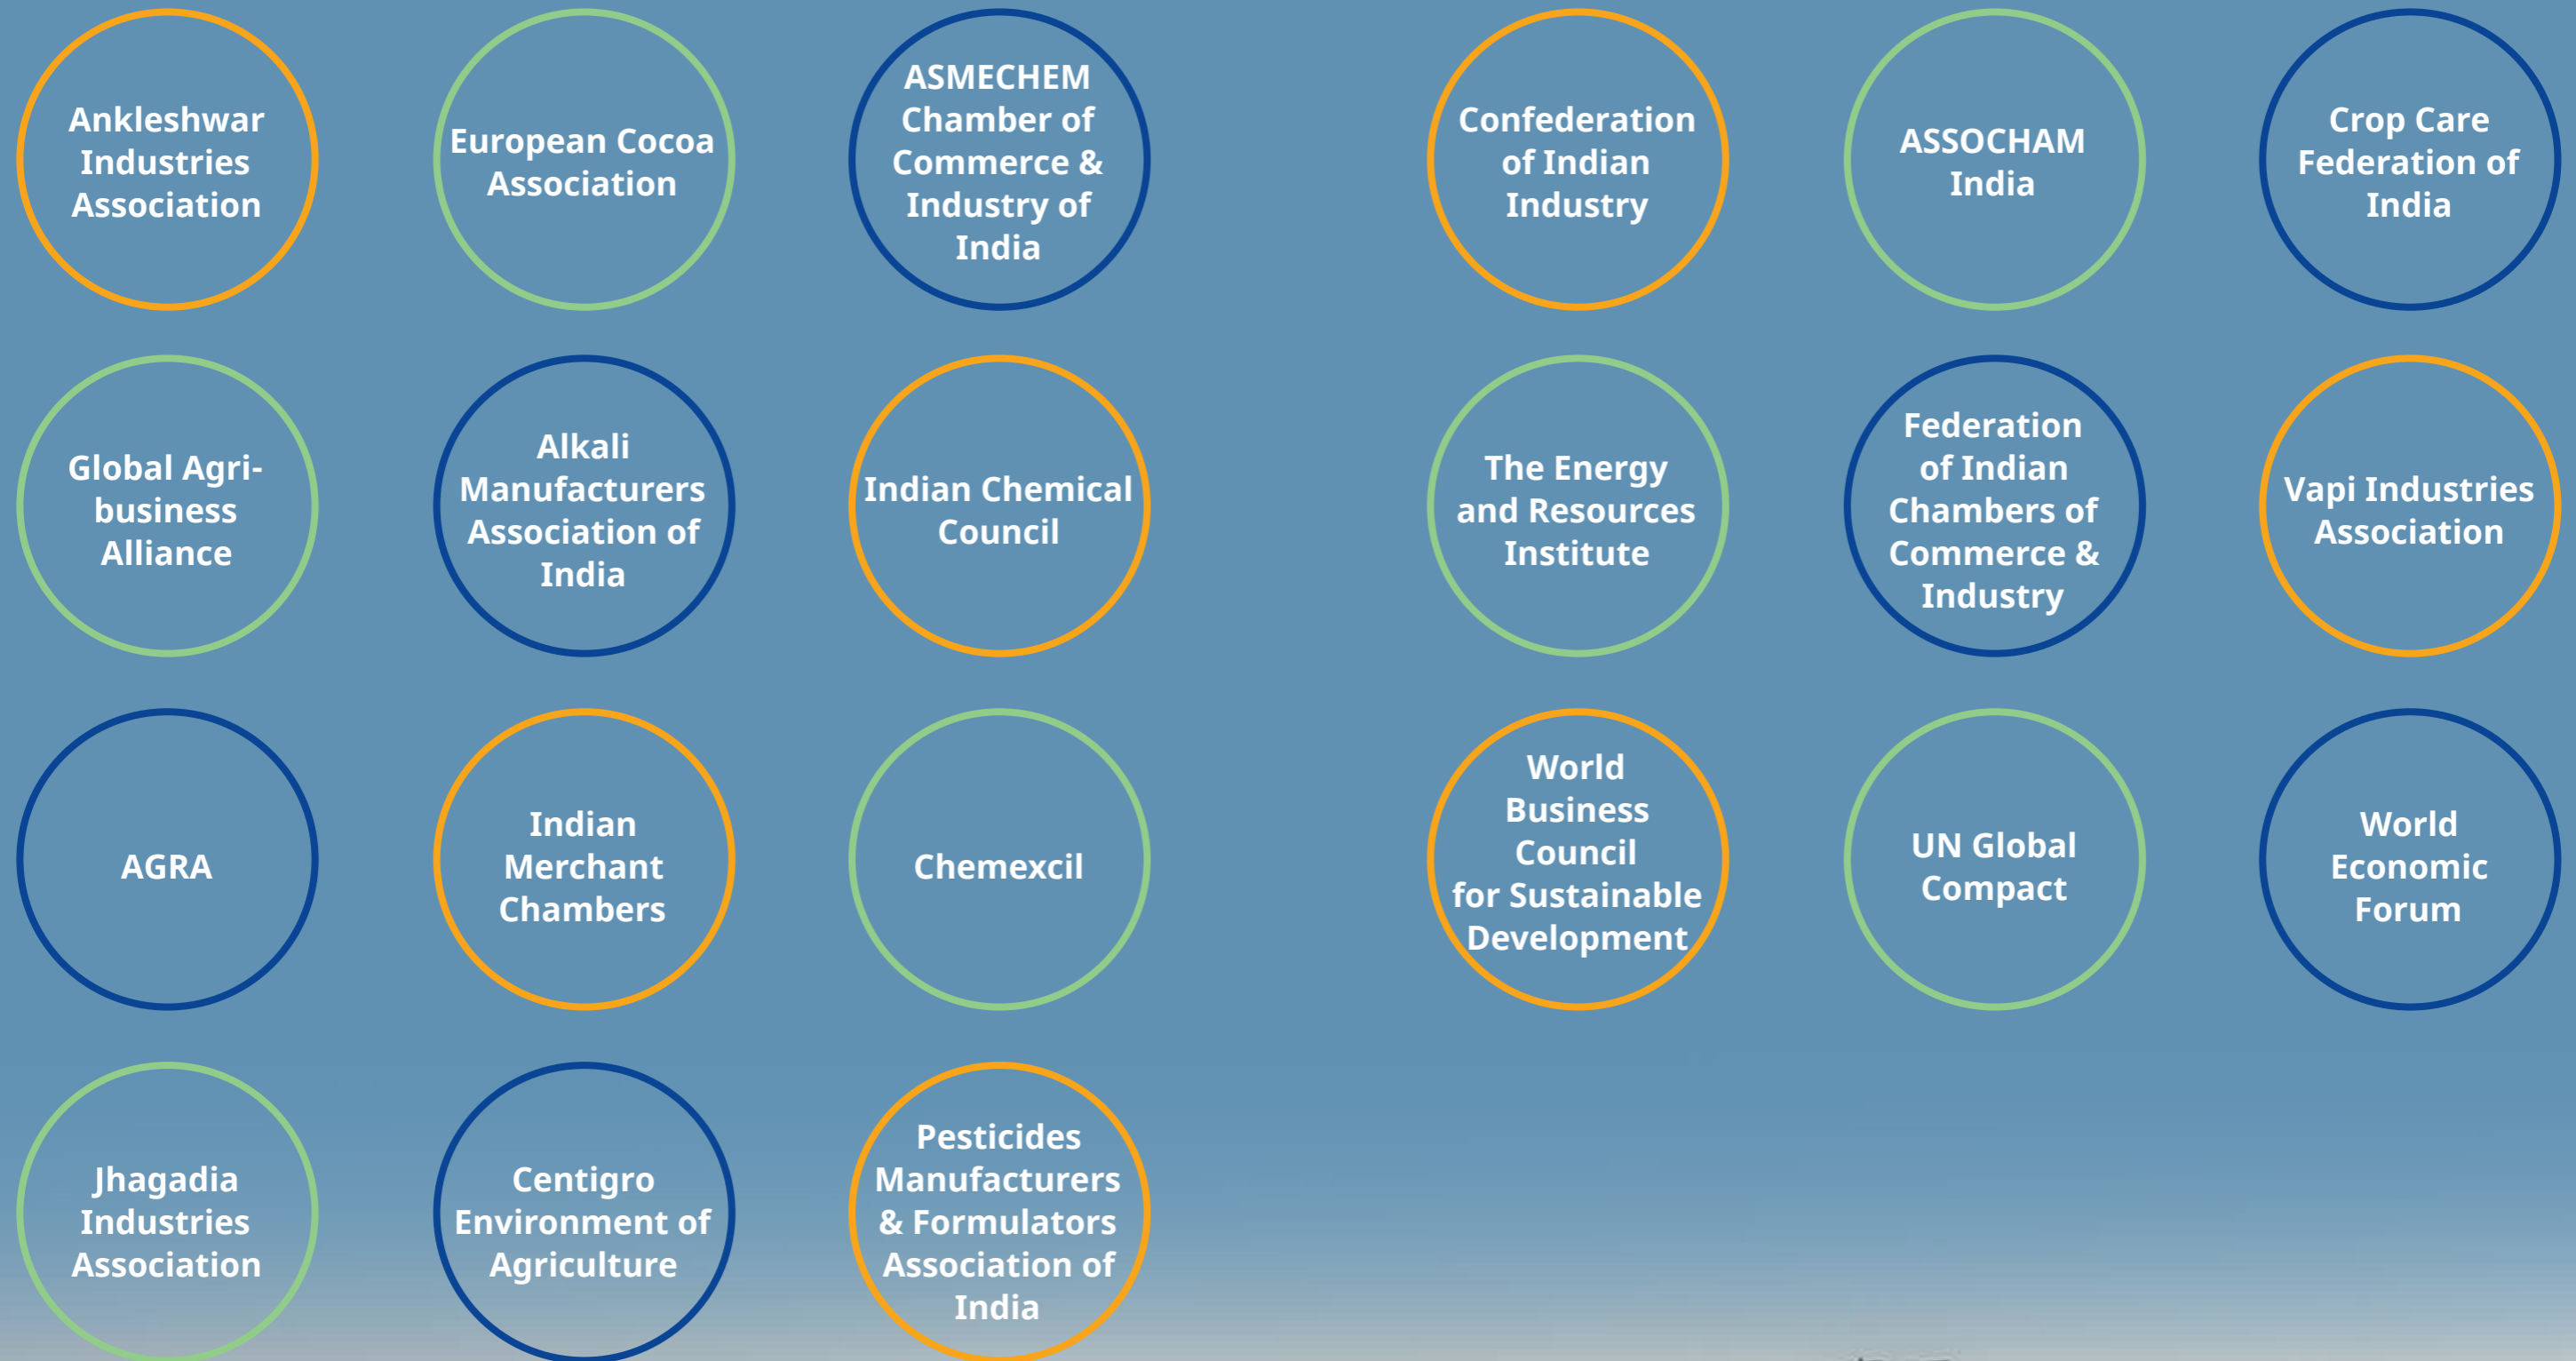 Ankleshwar
Industries
Association
European Cocoa
Association
ASMECHEM
Chamber of
Commerce &
Industry of
India
Confederation
of Indian
Industry
ASSOCHAM
India
Crop Care
Federation of
India
Global Agri-
business
Alliance
Alkali
Manufacturers
Association of
India
Indian Chemical
Council
The Energy
and Resources
Institute
Federation
of Indian
Chambers of
Commerce &
Industry
Vapi Industries
Association
AGRA
Indian
Merchant
Chambers
Chemexcil
World
Business
Council
for Sustainable
Development
UN Global
Compact
World
Economic
Forum
Jhagadia
Industries
Association
Centigro
Environment of
Agriculture
Pesticides
Manufacturers
& Formulators
Association of
India